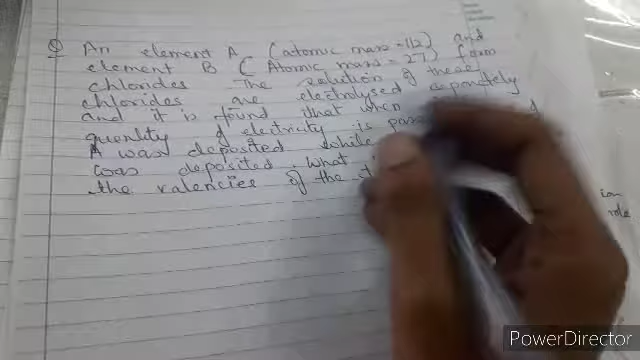 Q An element A (atomic mass = 112) and
element B (Atomic mass = 27) form
chlorides The solution of these
chlorides are electrolysed seperately
and it is found that when
quantity of electricity is
A was deposited while
was deposited. what
the valencies of the
PowerDirector